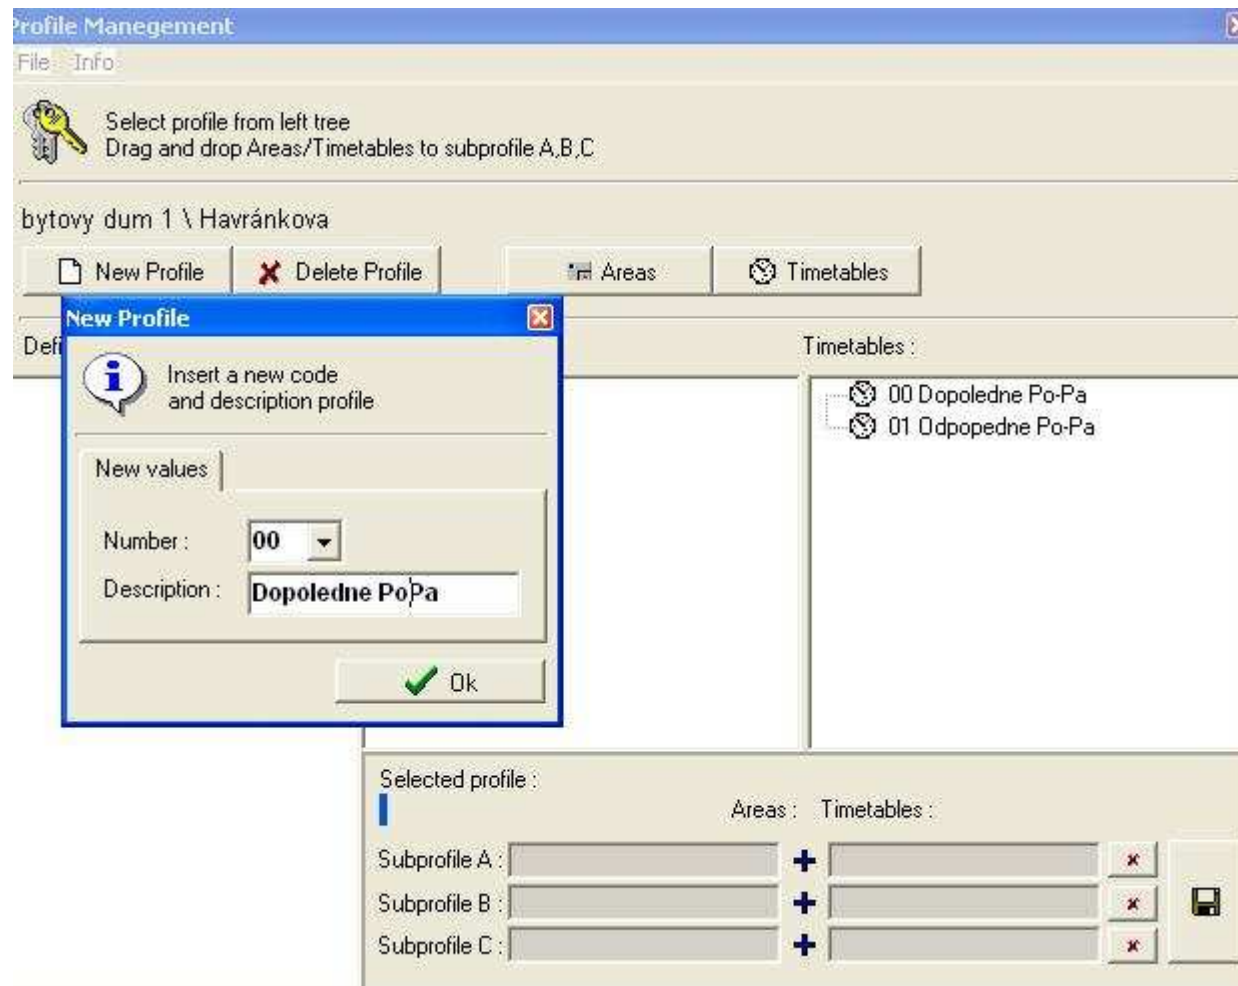 Profile Manegement
File Info
Select profile from left tree
Drag and drop Areas/Timetables to subprofile A,B,C
bytovy dum 1 \ Havránkova
New Profile Delete Profile Areas Timetables
New Profile
Defi
Timetables :
Insert a new code
and description profile
00 Dopoledne Po-Pa
01 Odpopedne Po-Pa
New values
Number : 00
Description : Dopoledne PoPa
Ok
Selected profile :
Areas : Timetables :
Subprofile A :
Subprofile B :
Subprofile C :